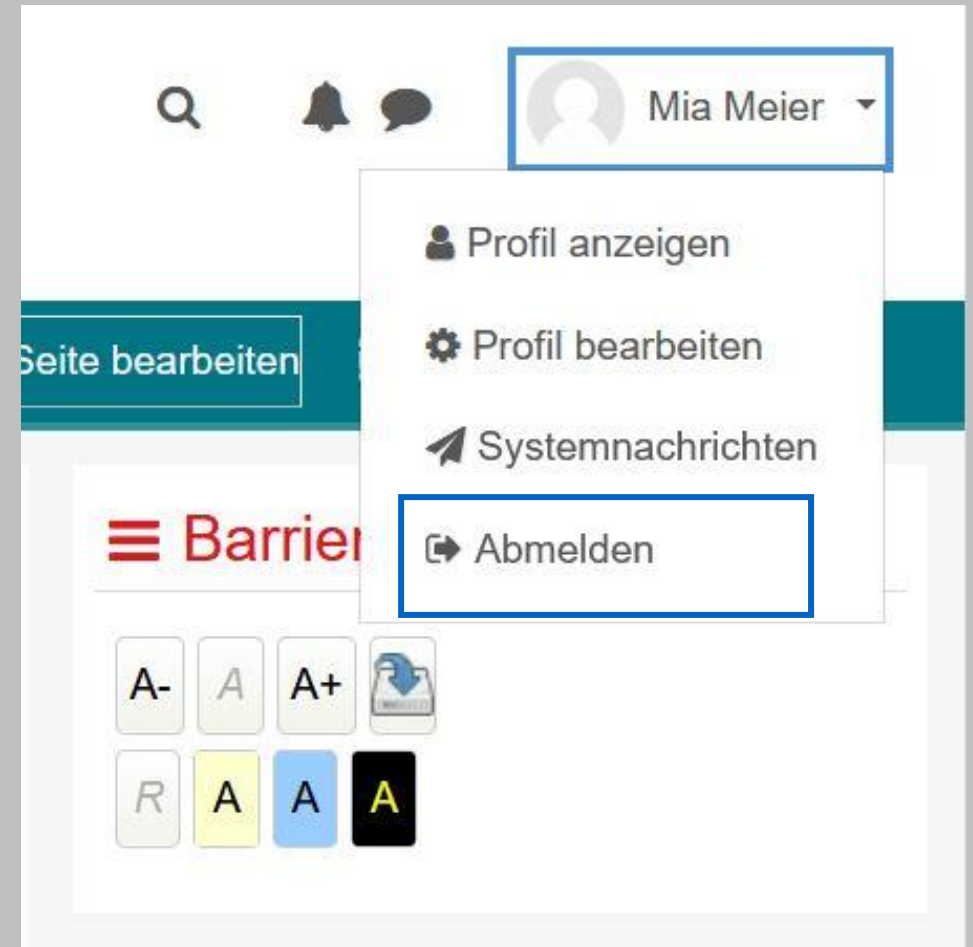 Mia Meier
Profil anzeigen
Seite bearbeiten
Profil bearbeiten
Systemnachrichten
Barrier
Abmelden
A- A A+
R A A A